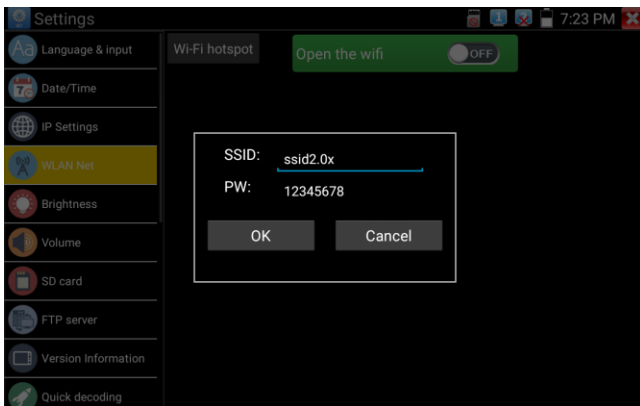 Settings
7:23 PM
Aa Language & input
Wi-Fi hotspot
Open the wifi
OFF
Date/Time
IP Settings
WLAN Net
Brightness
Volume
SD card
FTP server
Version Information
Quick decoding
SSID: ssid2.0x
PW: 12345678
OK
Cancel